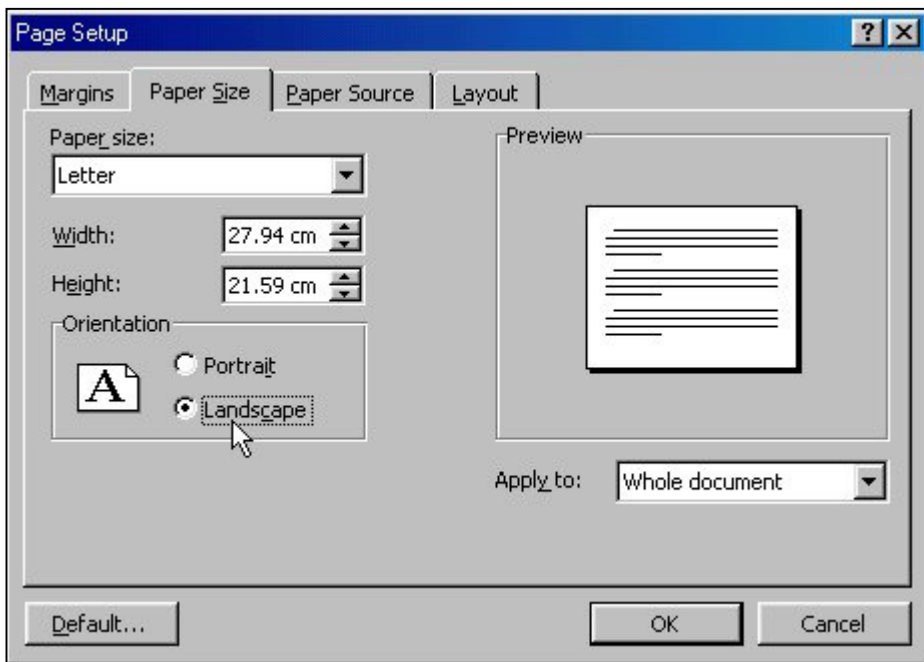 Page Setup
Margins Paper Size Paper Source Layout
Paper size:
Letter
Width: 27.94 cm
Height: 21.59 cm
Orientation
A
Portrait
Landscape
Preview
Apply to: Whole document
Default... OK Cancel